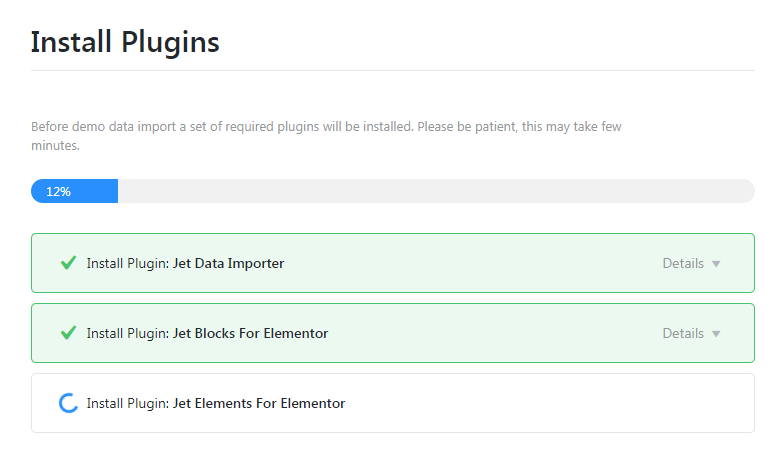 Install Plugins
Before demo data import a set of required plugins will be installed. Please be patient, this may take few
minutes.
12%
Install Plugin: Jet Data Importer Details
Install Plugin: Jet Blocks For Elementor Details
Install Plugin: Jet Elements For Elementor